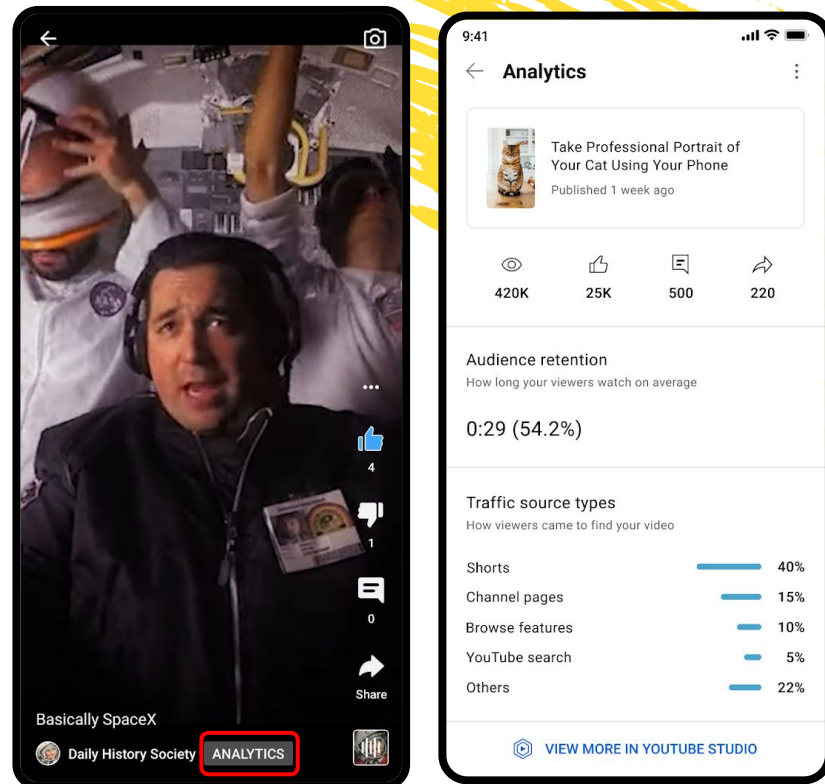 4
1
0
Share
Basically SpaceX
Daily History Society ANALYTICS
9:41
Analytics
Take Professional Portrait of
Your Cat Using Your Phone
Published 1 week ago
420K 25K 500 220
Audience retention
How long your viewers watch on average
0:29 (54.2%)
Traffic source types
How viewers came to find your video
Shorts 40%
Channel pages 15%
Browse features 10%
YouTube search 5%
Others 22%
VIEW MORE IN YOUTUBE STUDIO